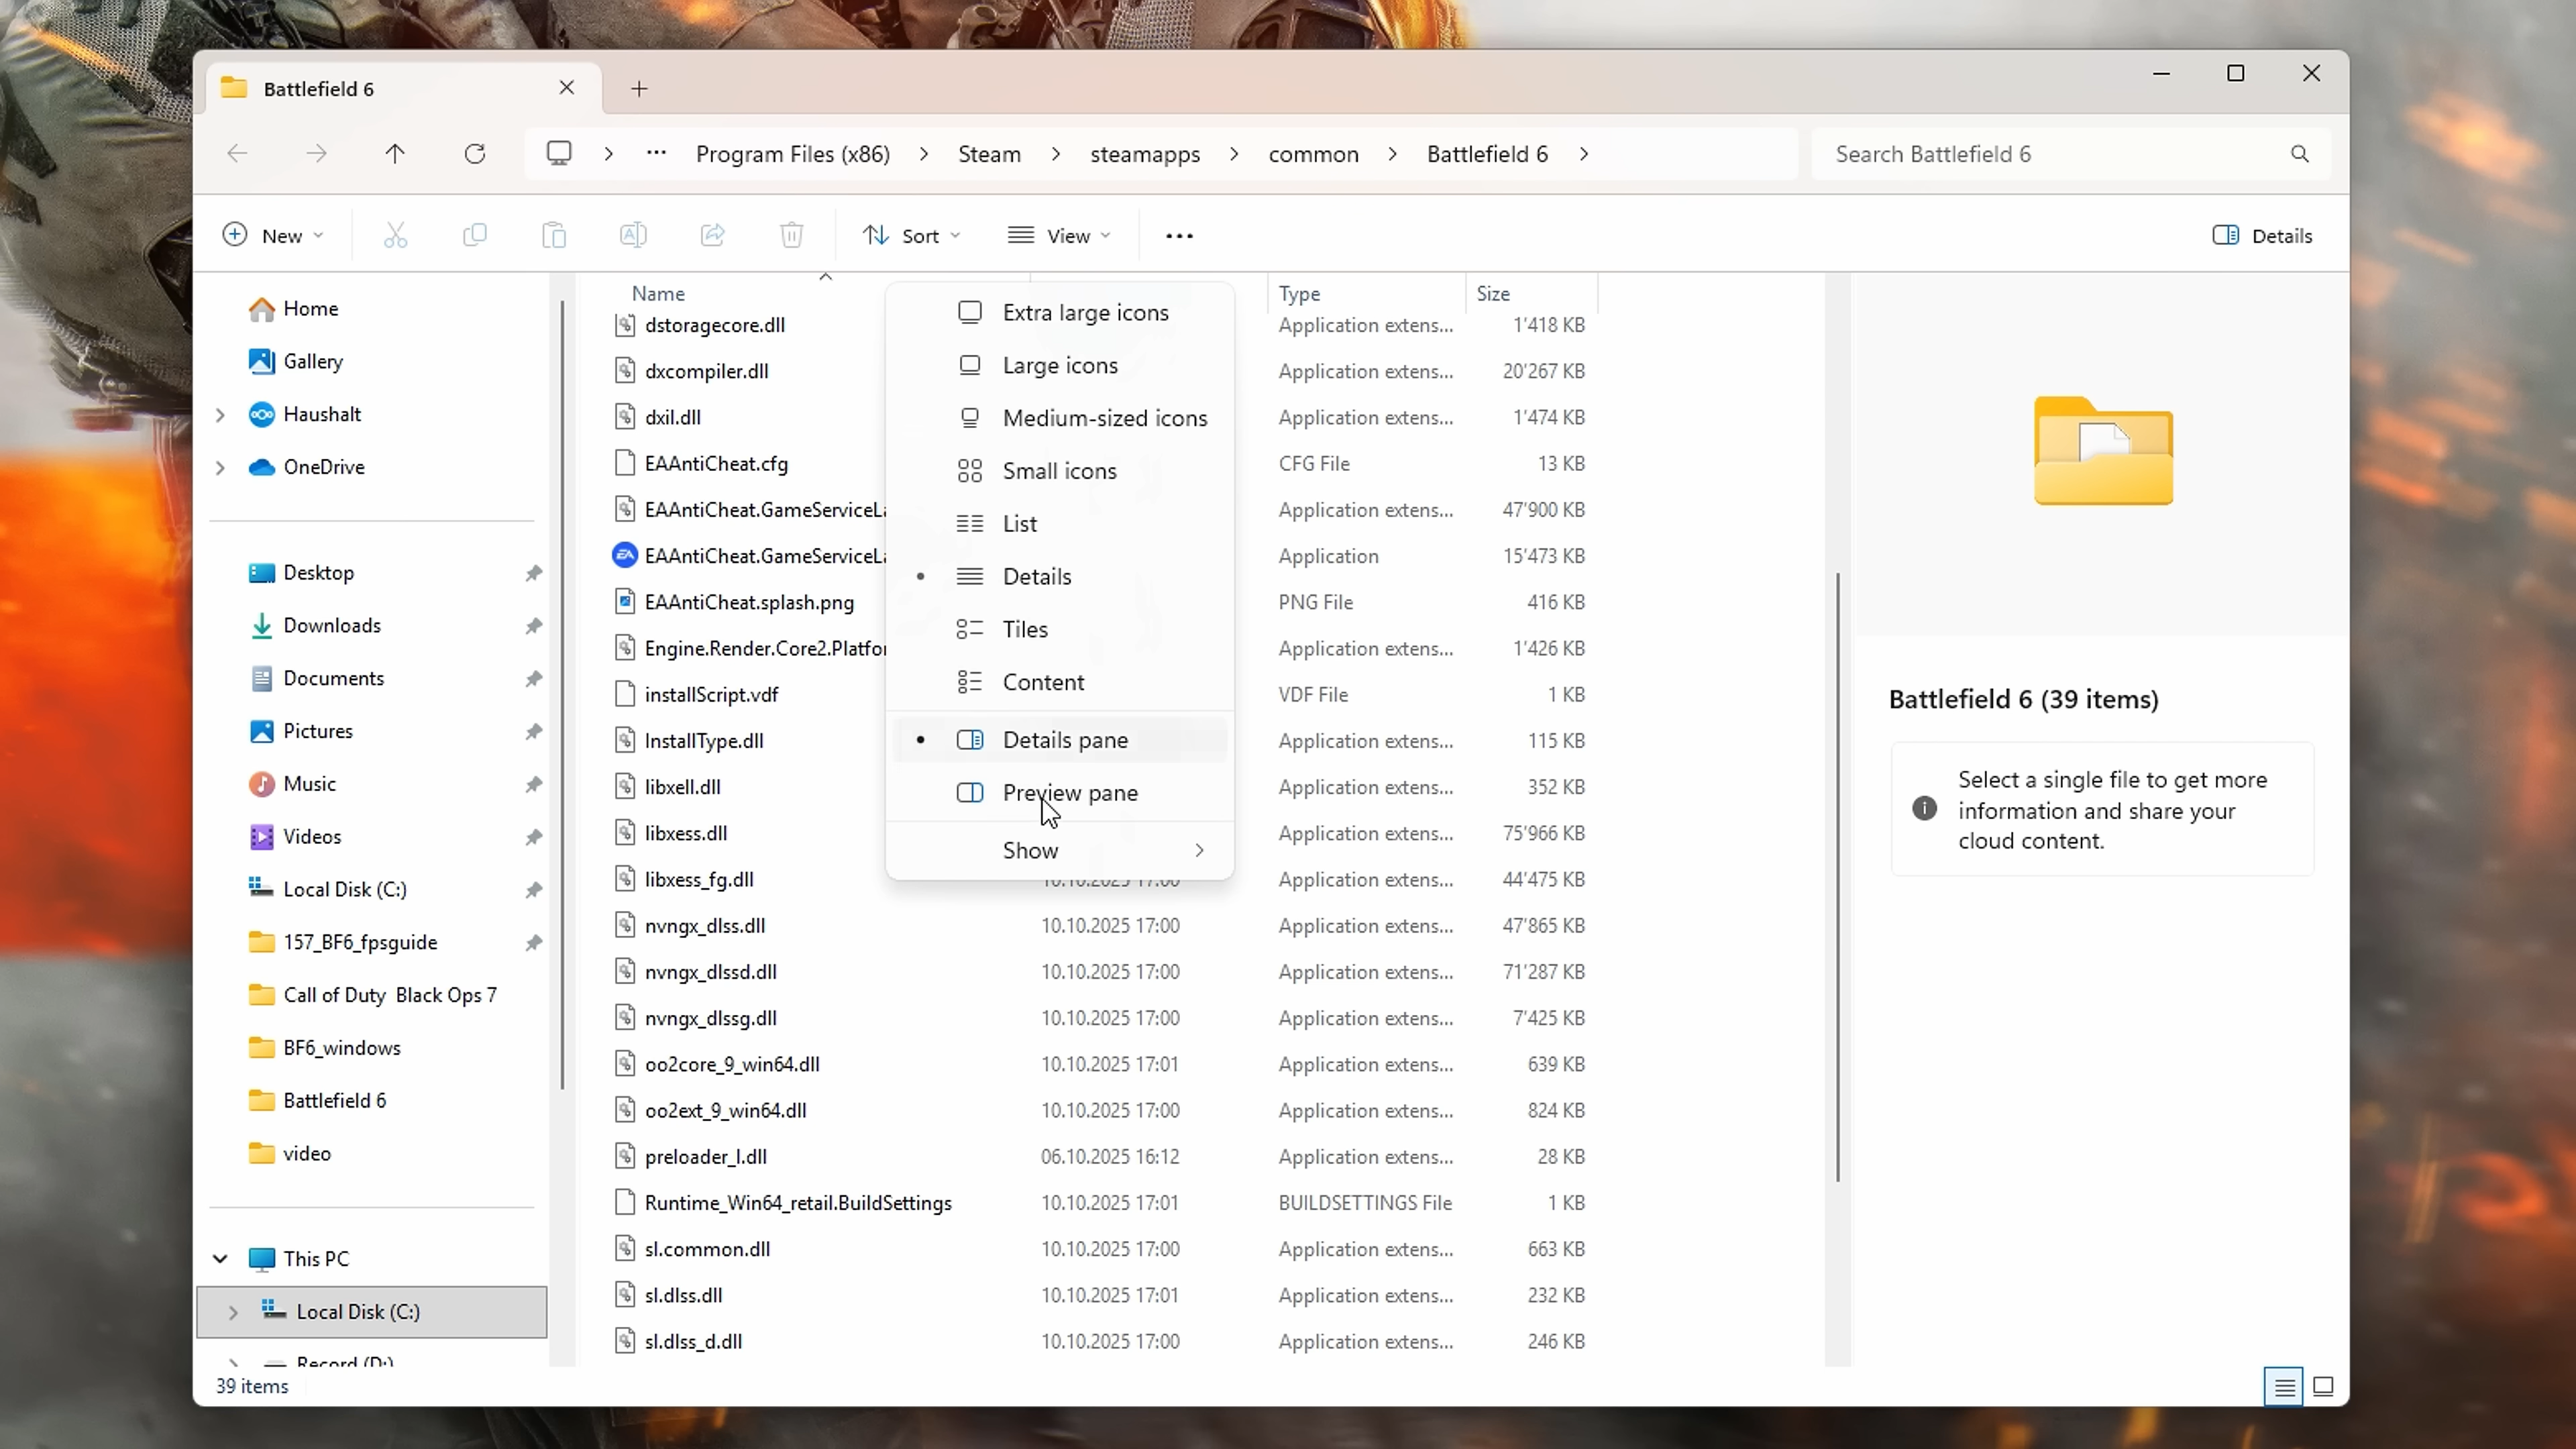 Battlefield 6
Program Files (x86) Steam steamapps common Battlefield 6
Search Battlefield 6
New Sort View Details
Home
Gallery
Haushalt
OneDrive
Desktop
Downloads
Documents
Pictures
Music
Videos
Local Disk (C:)
157_BF6_fpsguide
Call of Duty Black Ops 7
BF6_windows
Battlefield 6
video
This PC
Local Disk (C:)
Record (D:)
39 items
Name Type Size
dstoragecore.dll Application extens... 1'418 KB
dxcompiler.dll Application extens... 20'267 KB
dxil.dll Application extens... 1'474 KB
EAAntiCheat.cfg CFG File 13 KB
EAAntiCheat.GameServiceLa Application extens... 47'900 KB
EA EAAntiCheat.GameServiceLa Application 15'473 KB
EAAntiCheat.splash.png PNG File 416 KB
Engine.Render.Core2.Platfor Application extens... 1'426 KB
installScript.vdf VDF File 1 KB
InstallType.dll Application extens... 115 KB
libxell.dll Application extens... 352 KB
libxess.dll Application extens... 75'966 KB
libxess_fg.dll 10.10.2025 17:00 Application extens... 44'475 KB
nvngx_dlss.dll 10.10.2025 17:00 Application extens... 47'865 KB
nvngx_dlssd.dll 10.10.2025 17:00 Application extens... 71'287 KB
nvngx_dlssg.dll 10.10.2025 17:00 Application extens... 7'425 KB
oo2core_9_win64.dll 10.10.2025 17:01 Application extens... 639 KB
oo2ext_9_win64.dll 10.10.2025 17:00 Application extens... 824 KB
preloader_l.dll 06.10.2025 16:12 Application extens... 28 KB
Runtime_Win64_retail.BuildSettings 10.10.2025 17:01 BUILDSETTINGS File 1 KB
sl.common.dll 10.10.2025 17:00 Application extens... 663 KB
sl.dlss.dll 10.10.2025 17:01 Application extens... 232 KB
sl.dlss_d.dll 10.10.2025 17:00 Application extens... 246 KB
Extra large icons
Large icons
Medium-sized icons
Small icons
List
Details
Tiles
Content
Details pane
Preview pane
Show
Battlefield 6 (39 items)
Select a single file to get more
information and share your
cloud content.